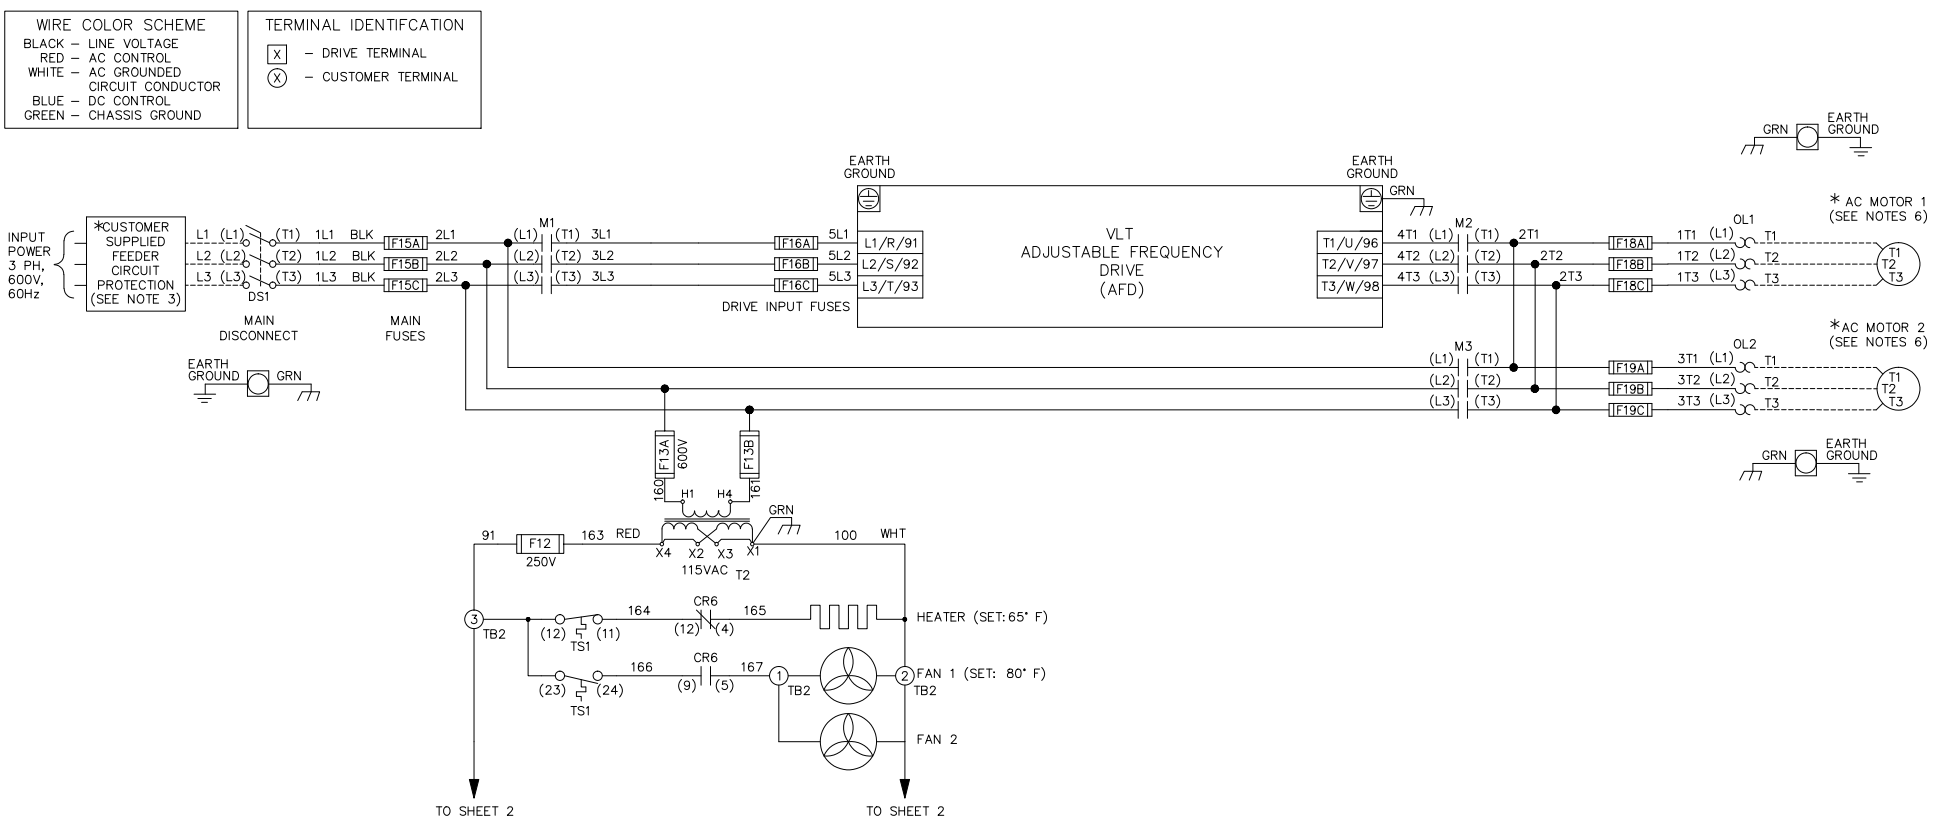 WIRE COLOR SCHEME
BLACK – LINE VOLTAGE
RED – AC CONTROL
WHITE – AC GROUNDED
CIRCUIT CONDUCTOR
BLUE – DC CONTROL
GREEN – CHASSIS GROUND
TERMINAL IDENTIFCATION
X – DRIVE TERMINAL
X – CUSTOMER TERMINAL
INPUT
POWER
3 PH,
600V,
60Hz
*CUSTOMER
SUPPLIED
FEEDER
CIRCUIT
PROTECTION
(SEE NOTE 3)
L1 (L1) (T1) 1L1 BLK F15A 2L1 (L1) M1 (T1) 3L1 F16A 5L1
L2 (L2) (T2) 1L2 BLK F15B 2L2 (L2) (T2) 3L2 F16B 5L2
L3 (L3) (T3) 1L3 BLK F15C 2L3 (L3) (T3) 3L3 F16C 5L3
DS1
MAIN
DISCONNECT
MAIN
FUSES
DRIVE INPUT FUSES
EARTH
GROUND
GRN
EARTH
GROUND
L1/R/91
L2/S/92
L3/T/93
VLT
ADJUSTABLE FREQUENCY
DRIVE
(AFD)
EARTH
GROUND
GRN
T1/U/96
T2/V/97
T3/W/98
4T1 (L1) M2 (T1) 2T1 F18A 1T1 (L1) OL1 T1
4T2 (L2) (T2) 2T2 F18B 1T2 (L2) T2
4T3 (L3) (T3) 2T3 F18C 1T3 (L3) T3
GRN
EARTH
GROUND
* AC MOTOR 1
(SEE NOTES 6)
T1
T2
T3
(L1) M3 (T1) F19A 3T1 (L1) OL2 T1
(L2) (T2) F19B 3T2 (L2) T2
(L3) (T3) F19C 3T3 (L3) T3
* AC MOTOR 2
(SEE NOTES 6)
T1
T2
T3
GRN
EARTH
GROUND
F13A
600V
F13B
160
H1
H4
161
GRN
91 F12 163 RED
250V
X4 X2 X3 X1
100 WHT
115VAC T2
3
TB2
(12) TS1 (11)
164
CR6
(12) (4)
165
HEATER (SET:65° F)
(23) TS1 (24)
166
CR6
(9) (5)
167
1
TB2
2
TB2
FAN 1 (SET: 80° F)
FAN 2
TO SHEET 2
TO SHEET 2